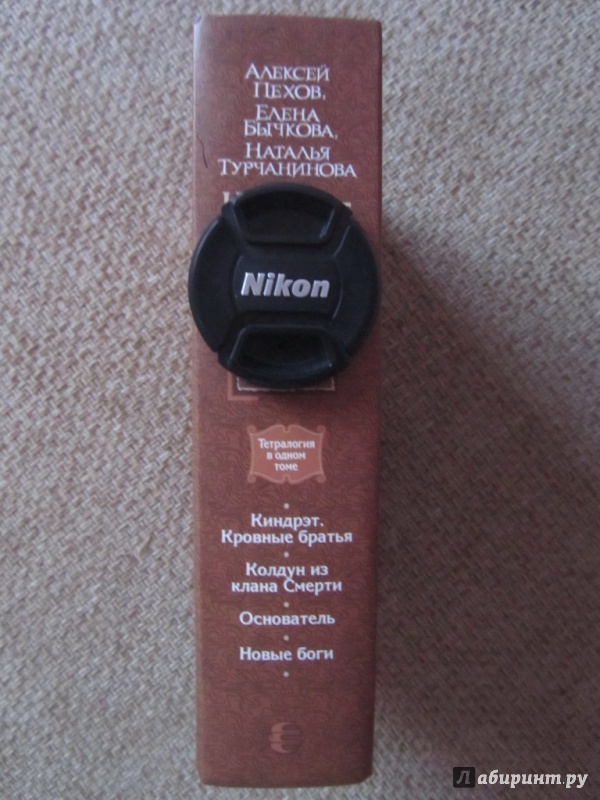 Алексей
Пехов,
Елена
Бычкова,
Наталья
Турчанинова
Nikon
Тетралогия
в одном
томе
Киндрэт.
Кровные братья
Колдун из
клана Смерти
Основатель
Новые боги
Лабиринт.ру